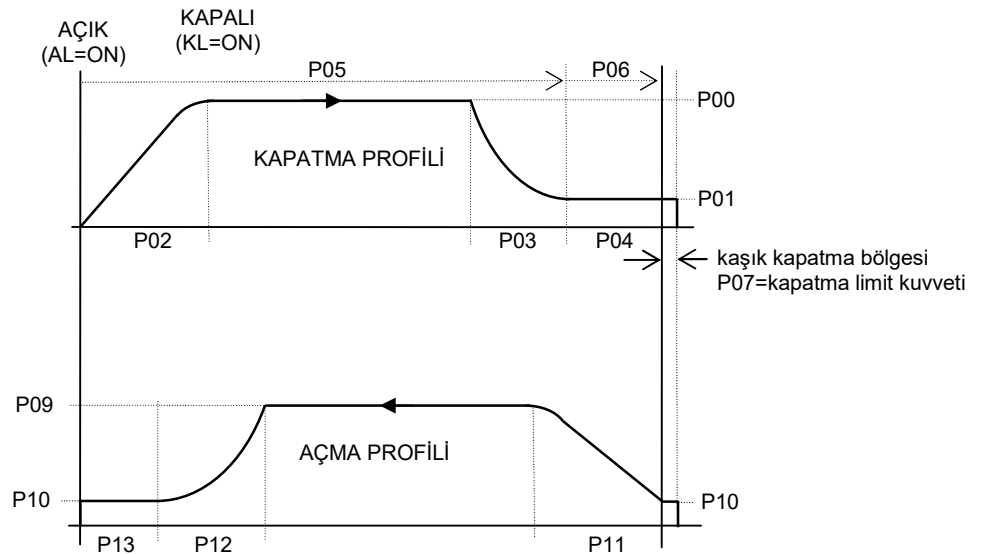 AÇIK
(AL=ON)
KAPALI
(KL=ON)
P05
P06
P00
KAPATMA PROFİLİ
P01
P02
P03
P04
kaşık kapatma bölgesi
P07=kapatma limit kuvveti
P09
AÇMA PROFİLİ
P10
P10
P13
P12
P11